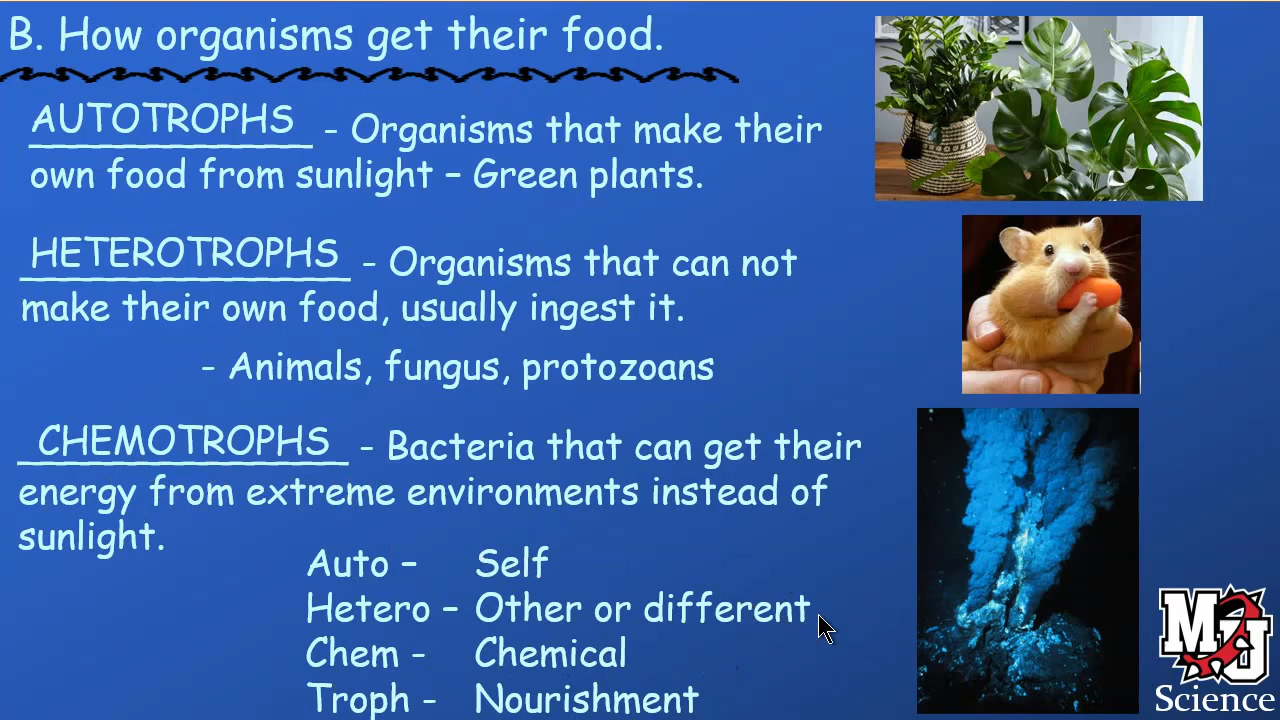 B. How organisms get their food.
AUTOTROPHS - Organisms that make their
own food from sunlight – Green plants.
HETEROTROPHS - Organisms that can not
make their own food, usually ingest it.
- Animals, fungus, protozoans
CHEMOTROPHS - Bacteria that can get their
energy from extreme environments instead of
sunlight.
Auto – Self
Hetero – Other or different
Chem - Chemical
Troph - Nourishment
MJ
Science